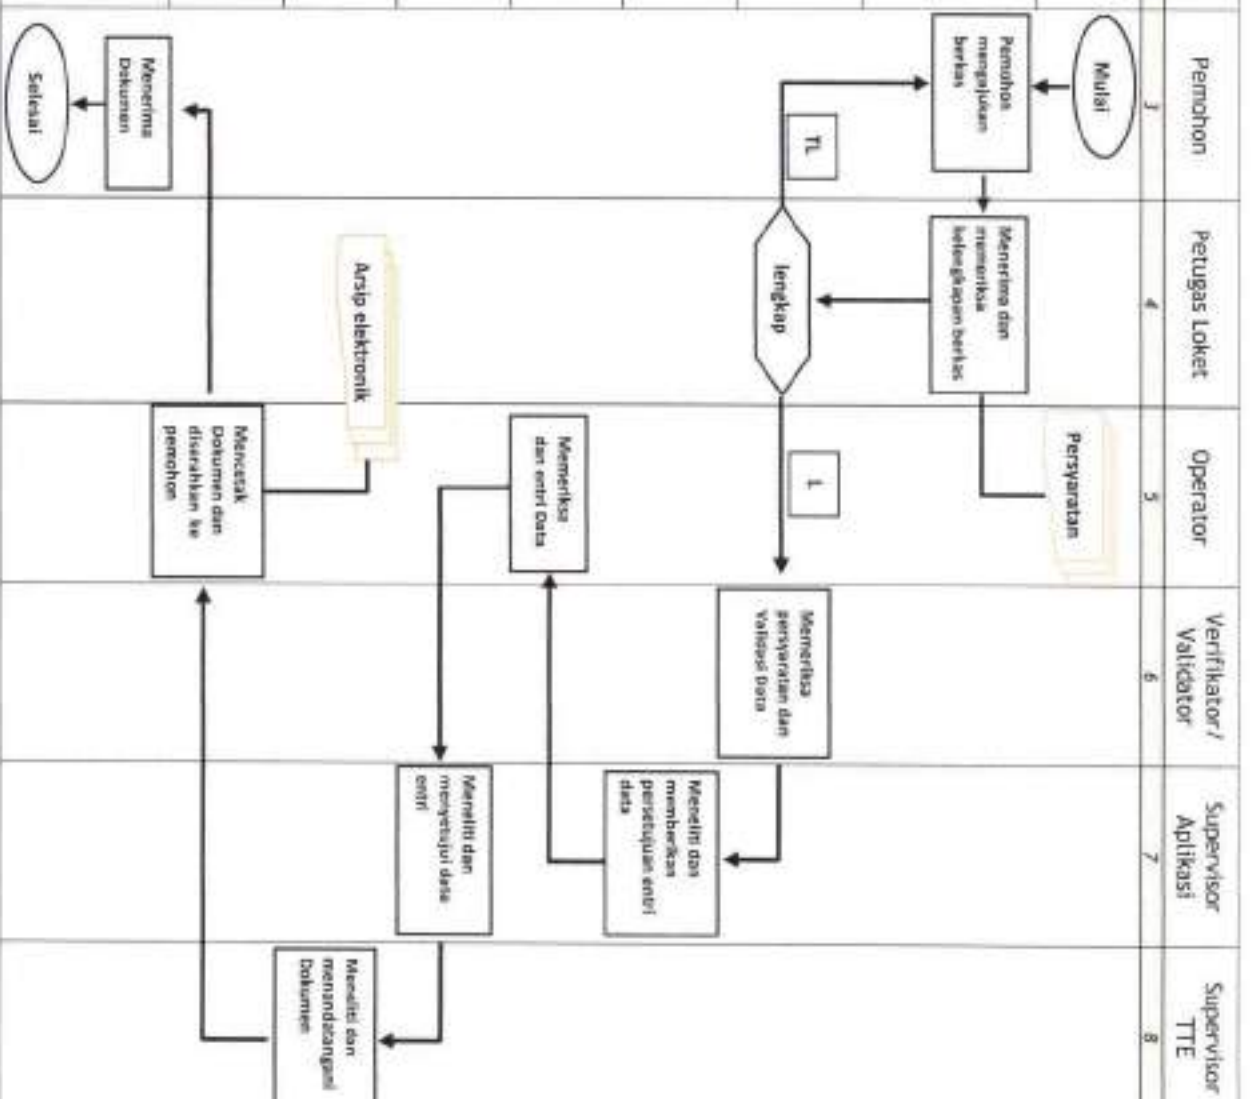 Pemohon
Petugas Loket
Operator
Verifikator/
Validator
Supervisor
Aplikasi
Supervisor
TTE
3
4
5
6
7
8
Mulai
Pemohon
mengajukan
berkas
Menerima dan
memeriksa
kelengkapan berkas
Persyaratan
TL
lengkap
L
Memeriksa
persyaratan dan
Validasi Data
Meneliti dan
memberikan
persetujuan entri
data
Memeriksa
dan entri Data
Meneliti dan
menyetujui data
entri
Meneliti dan
menandatangani
Dokumen
Arsip elektronik
Mencetak
Dokumen dan
diserahkan ke
pemohon
Menerima
Dokumen
Selesai